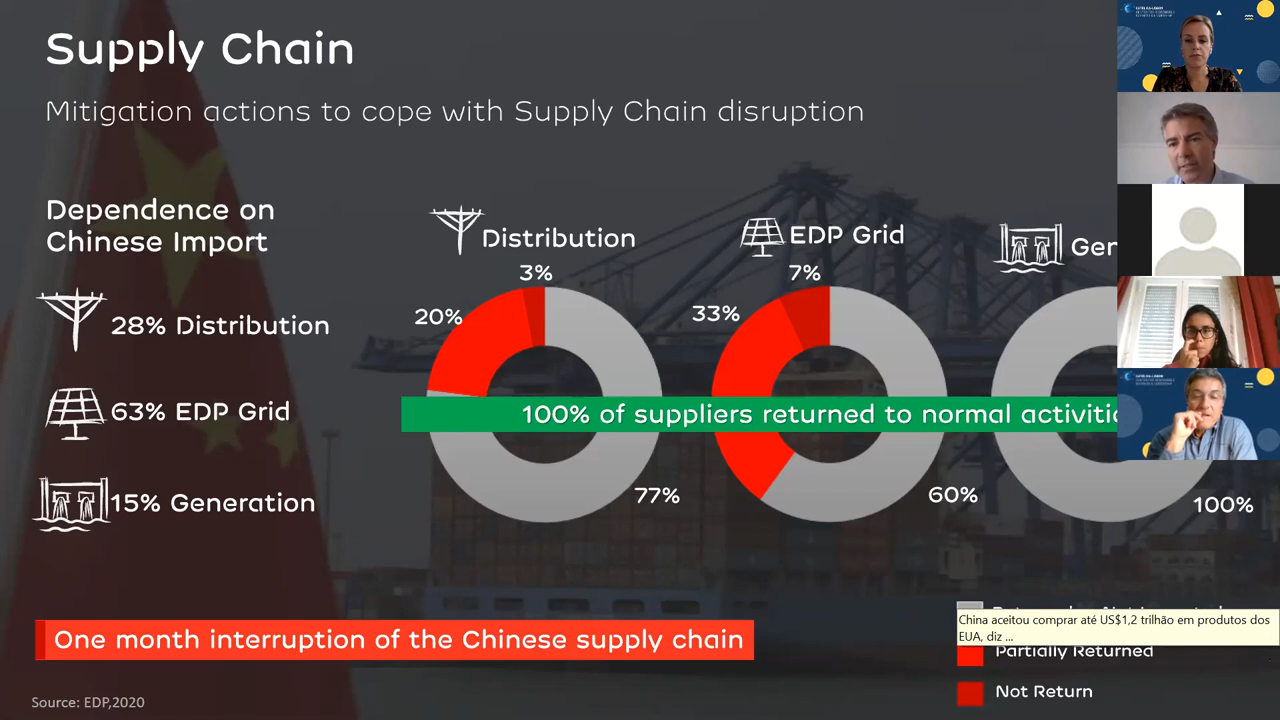 Supply Chain
Mitigation actions to cope with Supply Chain disruption
Dependence on
Chinese Import
28% Distribution
63% EDP Grid
15% Generation
Distribution
3%
20%
77%
EDP Grid
7%
33%
60%
Gen
100%
100% of suppliers returned to normal activiti
One month interruption of the Chinese supply chain
China aceitou comprar até US$1,2 trilhão em produtos dos
EUA, diz ...
Partially Returned
Not Return
Source: EDP,2020